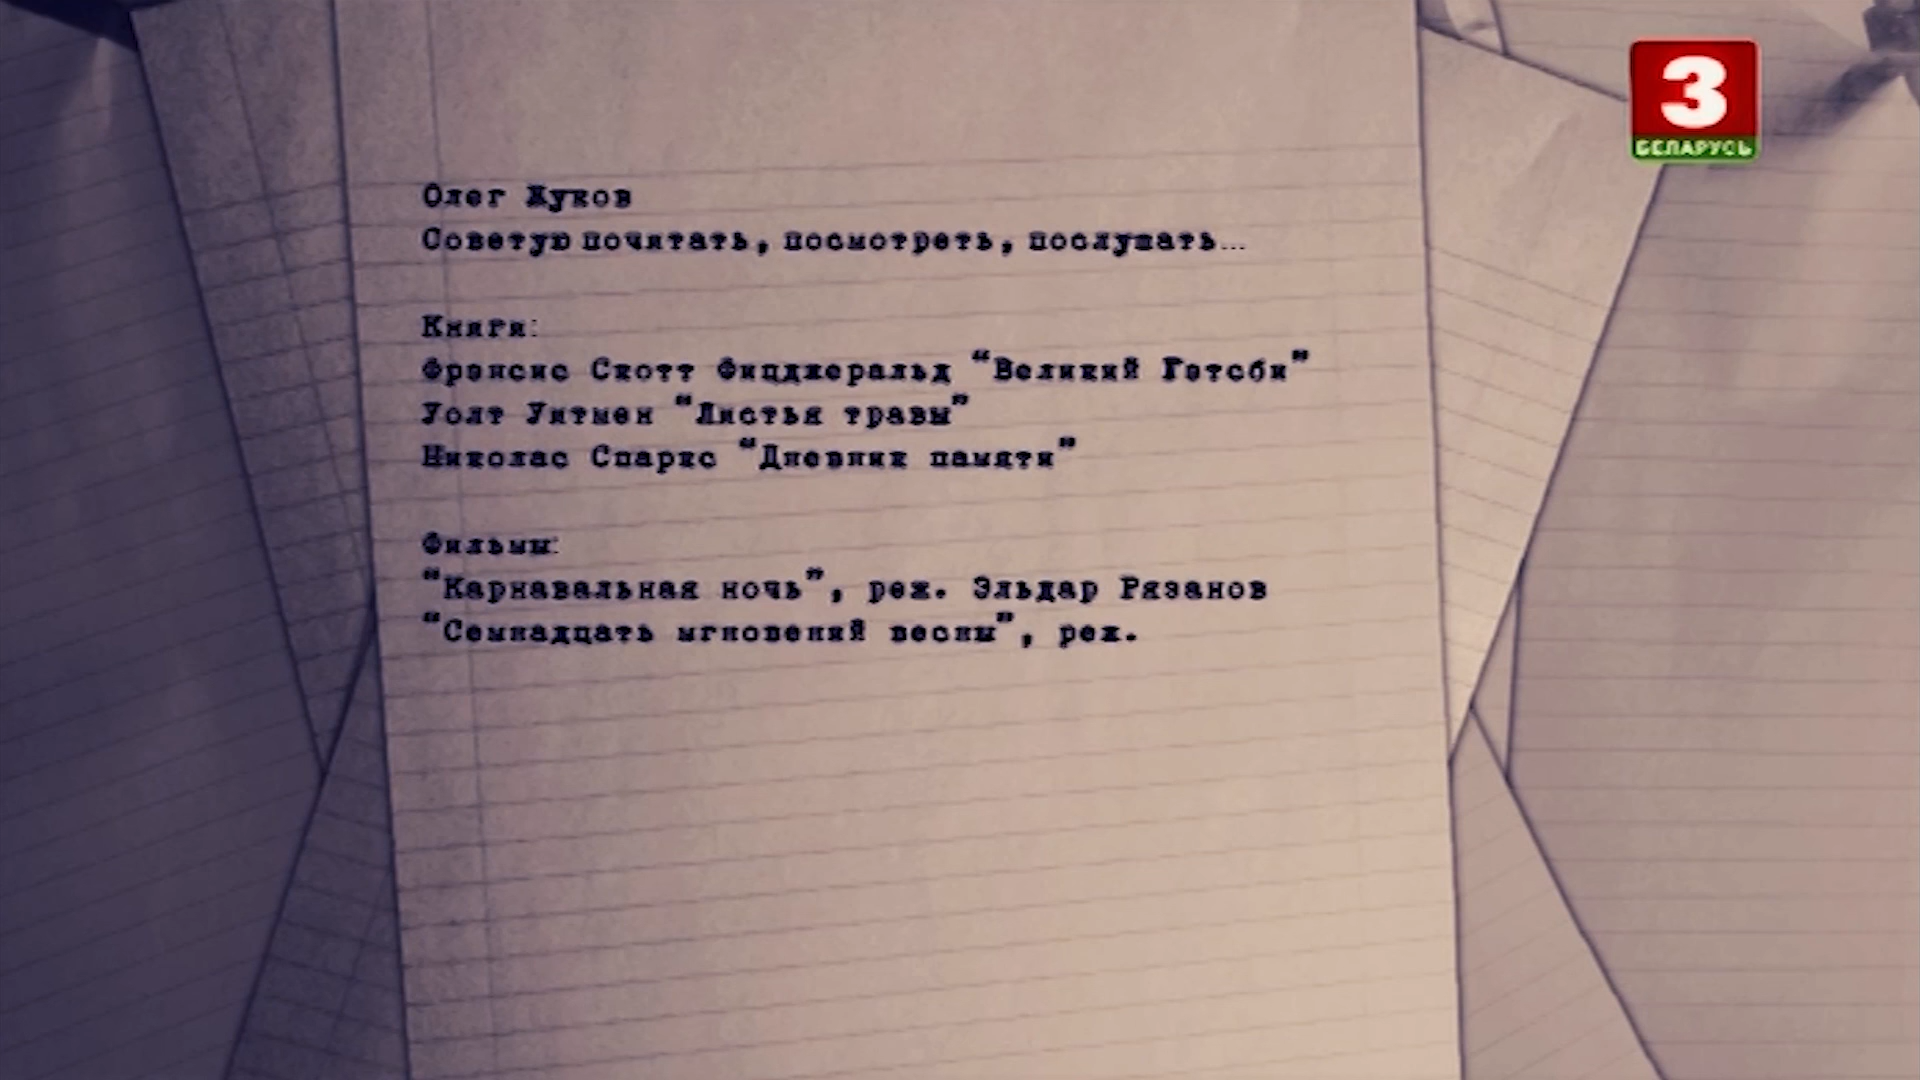 3
БЕЛАРУСЬ
Олег Жуков
Советую почитать, посмотреть, послушать...
Книги:
Фрэнсис Скотт Фицджеральд “Великий Гэтсби”
Уолт Уитмен “Листья травы”
Николас Спаркс “Дневник памяти”
Фильмы:
“Карнавальная ночь”, реж. Эльдар Рязанов
“Семнадцать мгновений весны”, реж.